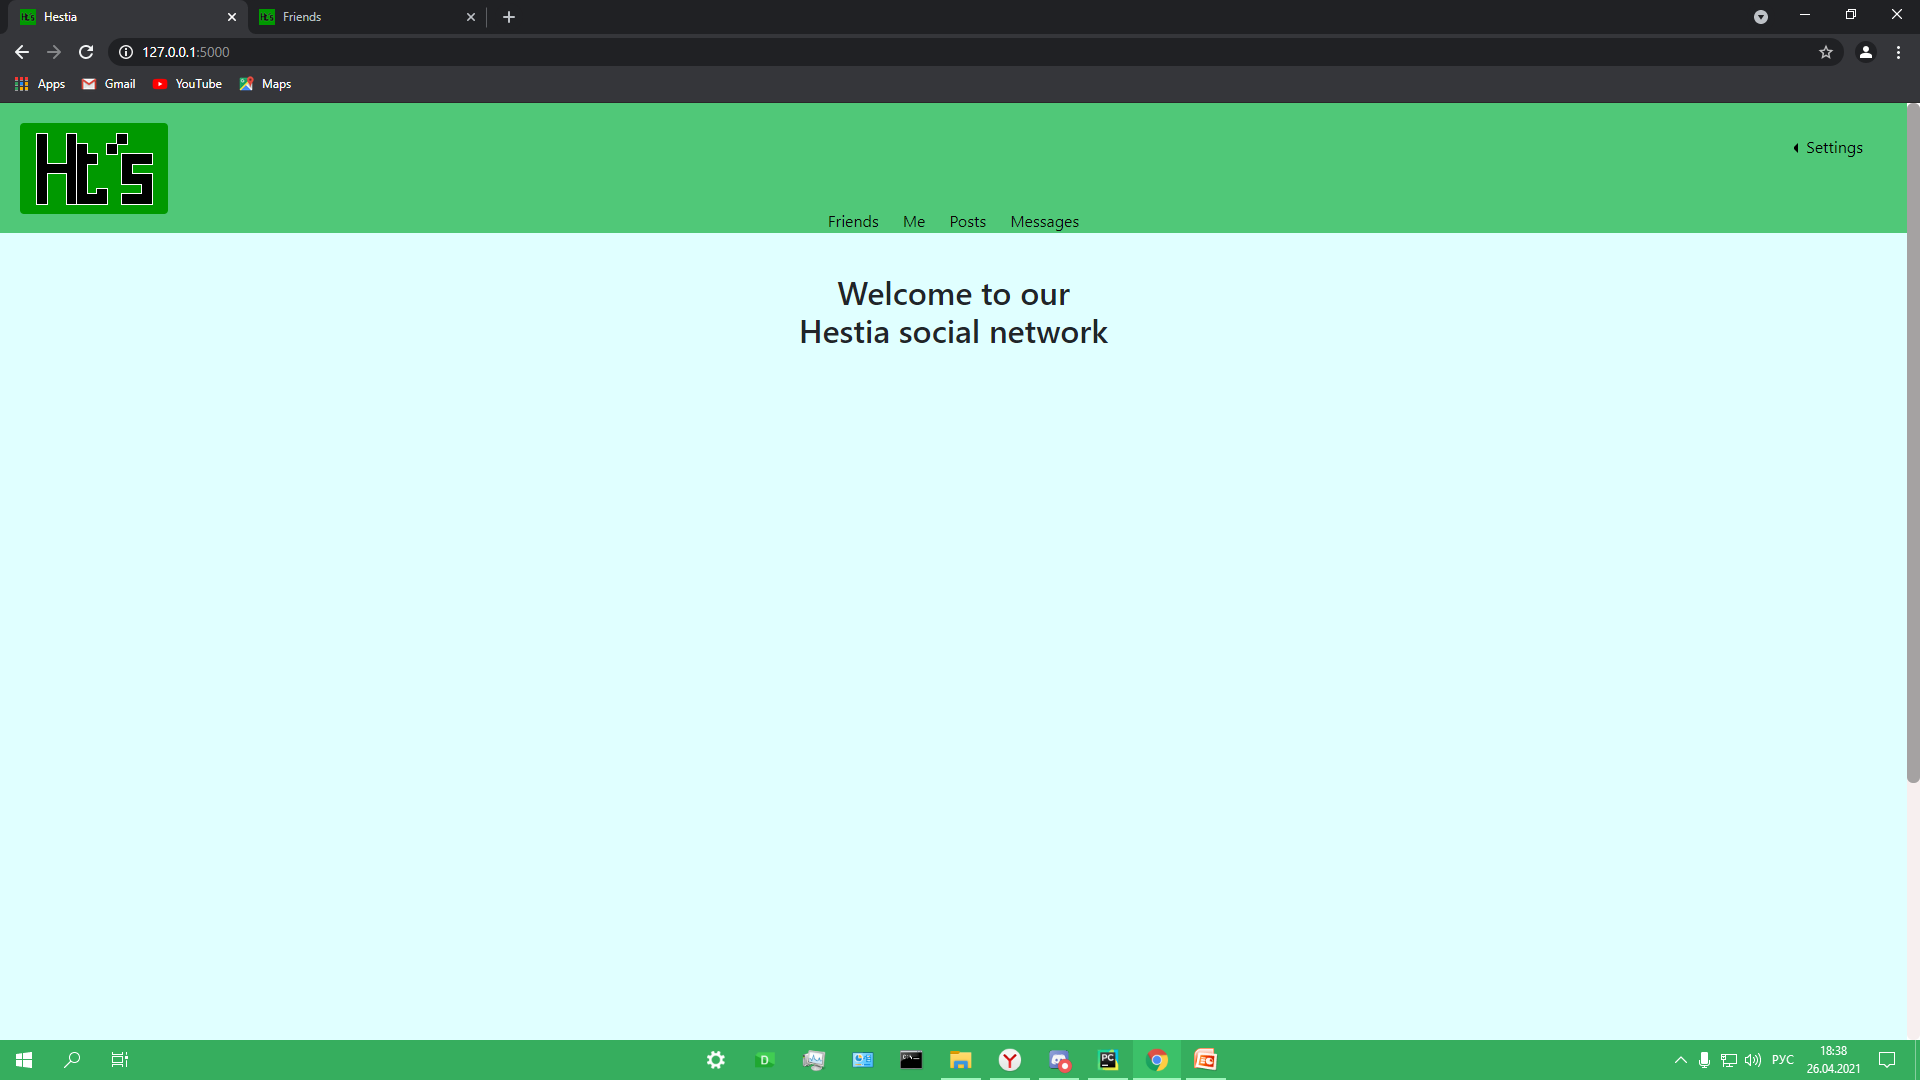 Hestia
Friends
127.0.0.1:5000
Apps
Gmail
YouTube
Maps
Ht's
Settings
Friends
Me
Posts
Messages
Welcome to our
Hestia social network
D
PC
РУС
18:38
26.04.2021